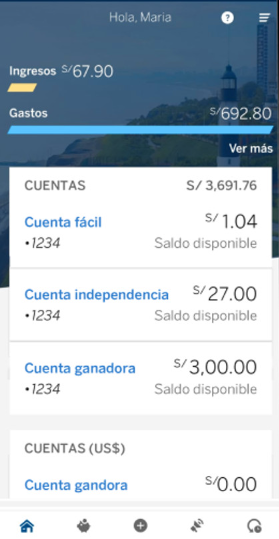 Hola, Maria
?
Ingresos S/67.90
Gastos S/692.80
Ver más
CUENTAS S/ 3,691.76
Cuenta fácil S/ 1.04
•1234 Saldo disponible
Cuenta independencia S/ 27.00
•1234 Saldo disponible
Cuenta ganadora S/ 3,00.00
•1234 Saldo disponible
CUENTAS (US$)
Cuenta gandora S/0.00